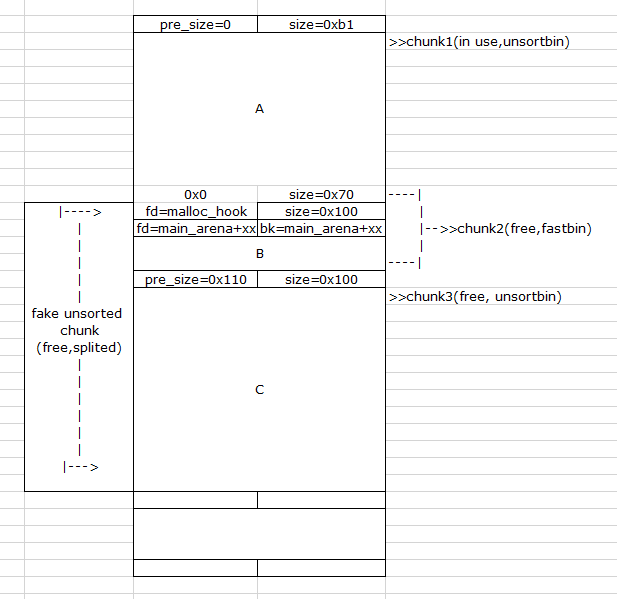 pre_size=0 size=0xb1
>>chunk1(in use,unsortbin)
A
0x0 size=0x70 ----|
|----> fd=malloc_hook size=0x100 |
| fd=main_arena+xx bk=main_arena+xx |-->>chunk2(free,fastbin)
| B |
| ----|
| pre_size=0x110 size=0x100
| >>chunk3(free, unsortbin)
fake unsorted
chunk
(free,splited)
|
| C
|
|
|
|
|--->